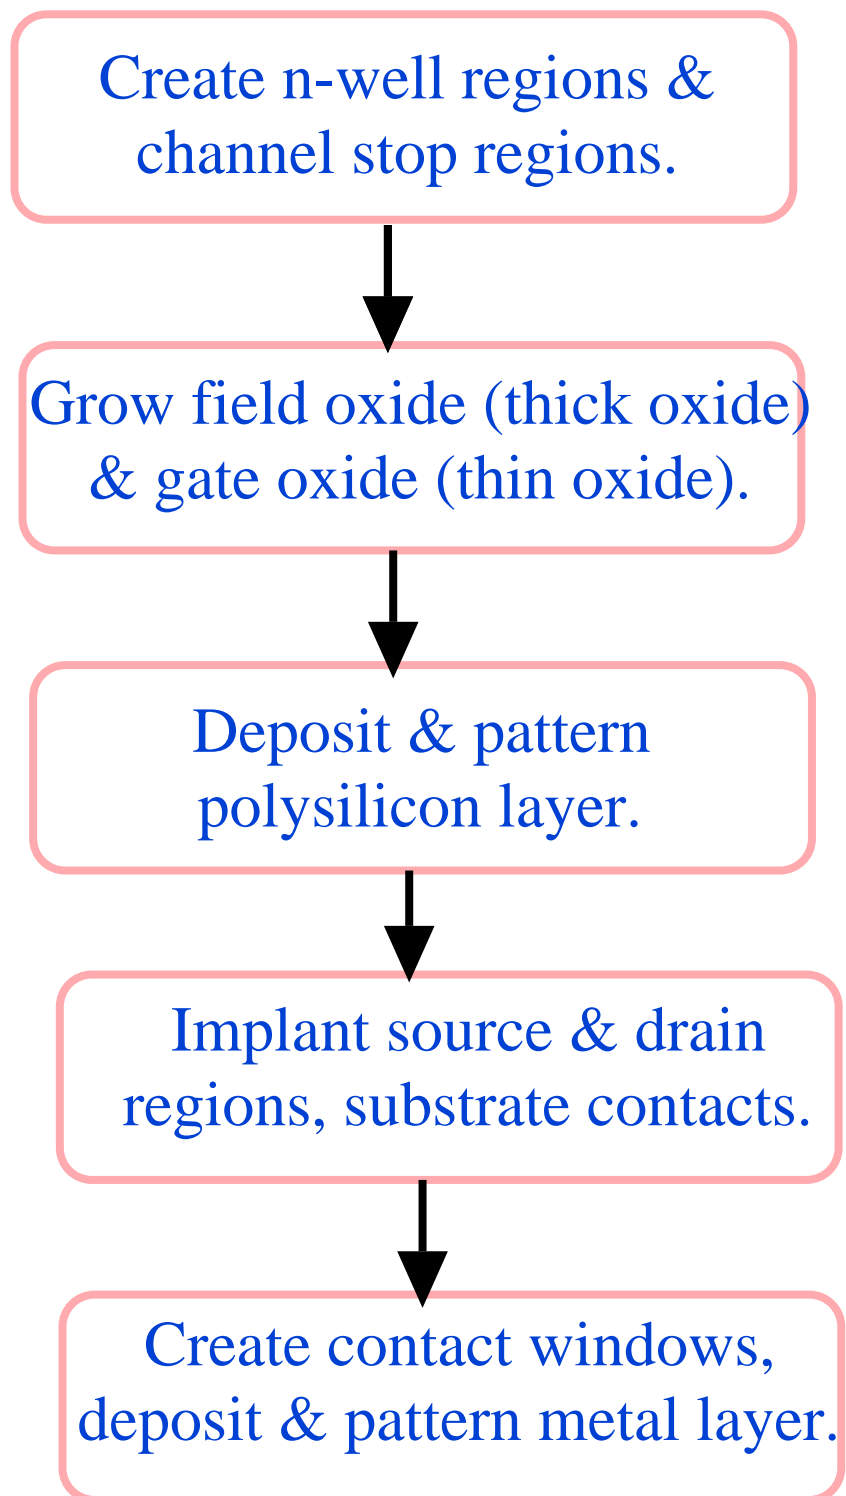 Create n-well regions &
channel stop regions.
Grow field oxide (thick oxide)
& gate oxide (thin oxide).
Deposit & pattern
polysilicon layer.
Implant source & drain
regions, substrate contacts.
Create contact windows,
deposit & pattern metal layer.